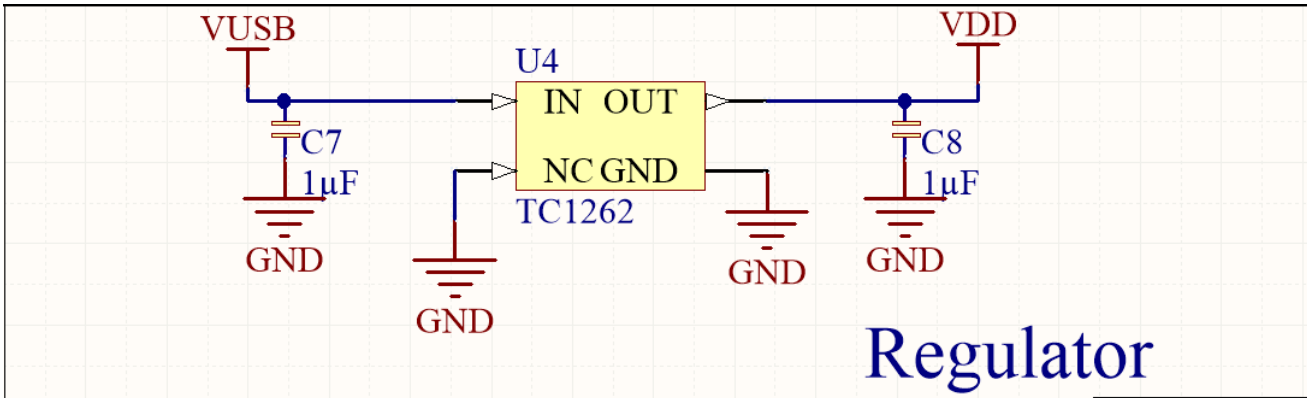 VUSB
VDD
U4
IN OUT
C7
C8
NC GND
1µF
1µF
TC1262
GND
GND
GND
GND
Regulator